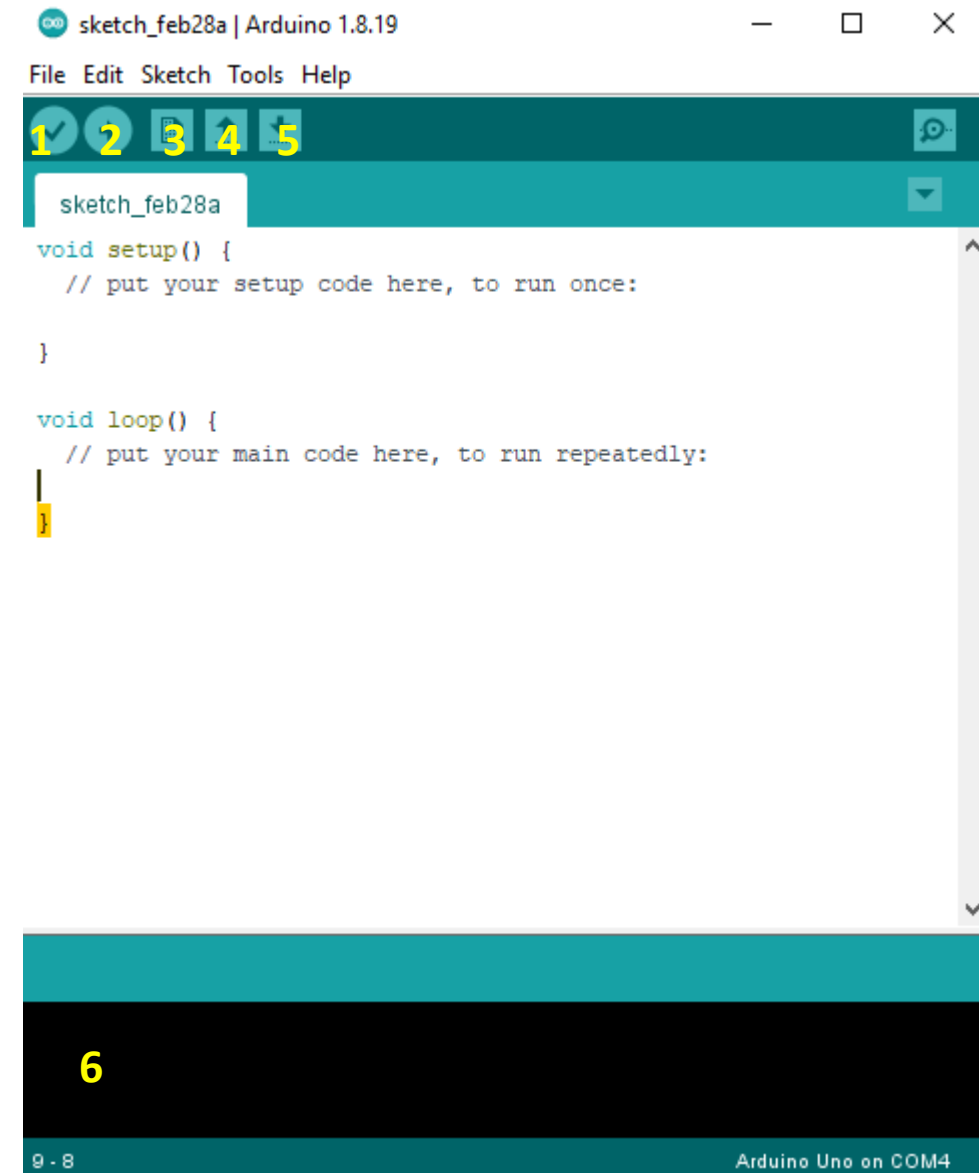 sketch_feb28a | Arduino 1.8.19
File Edit Sketch Tools Help
1 2 3 4 5
sketch_feb28a
void setup() {
  // put your setup code here, to run once:
}
void loop() {
  // put your main code here, to run repeatedly:
}
6
9 - 8 Arduino Uno on COM4